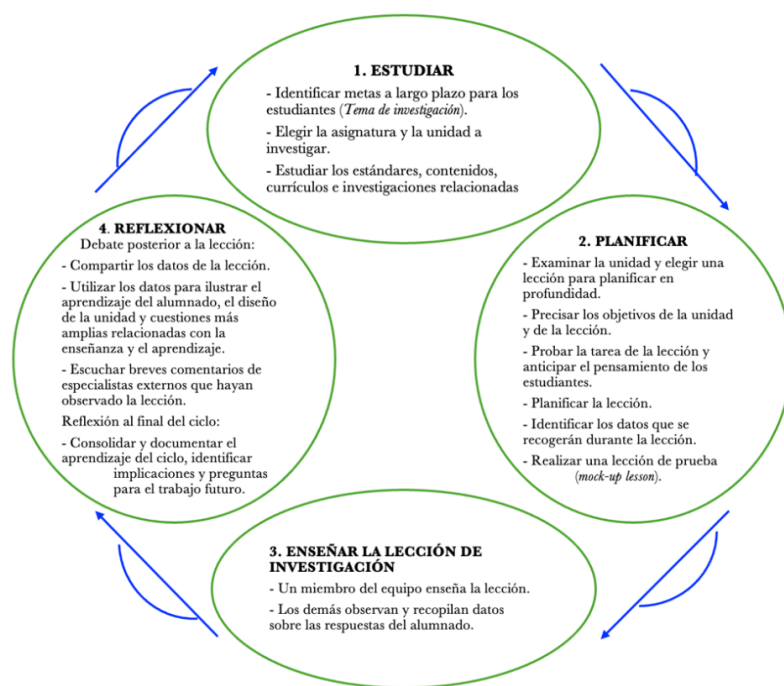 1. ESTUDIAR
- Identificar metas a largo plazo para los
estudiantes (Tema de investigación).
- Elegir la asignatura y la unidad a
investigar.
- Estudiar los estándares, contenidos,
currículos e investigaciones relacionadas
2. PLANIFICAR
- Examinar la unidad y elegir una
lección para planificar en
profundidad.
- Precisar los objetivos de la unidad
y de la lección.
- Probar la tarea de la lección y
anticipar el pensamiento de los
estudiantes.
- Planificar la lección.
- Identificar los datos que se
recogerán durante la lección.
- Realizar una lección de prueba
(mock-up lesson).
3. ENSEÑAR LA LECCIÓN DE
INVESTIGACIÓN
- Un miembro del equipo enseña la lección.
- Los demás observan y recopilan datos
sobre las respuestas del alumnado.
4. REFLEXIONAR
Debate posterior a la lección:
- Compartir los datos de la lección.
- Utilizar los datos para ilustrar el
aprendizaje del alumnado, el diseño
de la unidad y cuestiones más
amplias relacionadas con la
enseñanza y el aprendizaje.
- Escuchar breves comentarios de
especialistas externos que hayan
observado la lección.
Reflexión al final del ciclo:
- Consolidar y documentar el
aprendizaje del ciclo, identificar
implicaciones y preguntas
para el trabajo futuro.